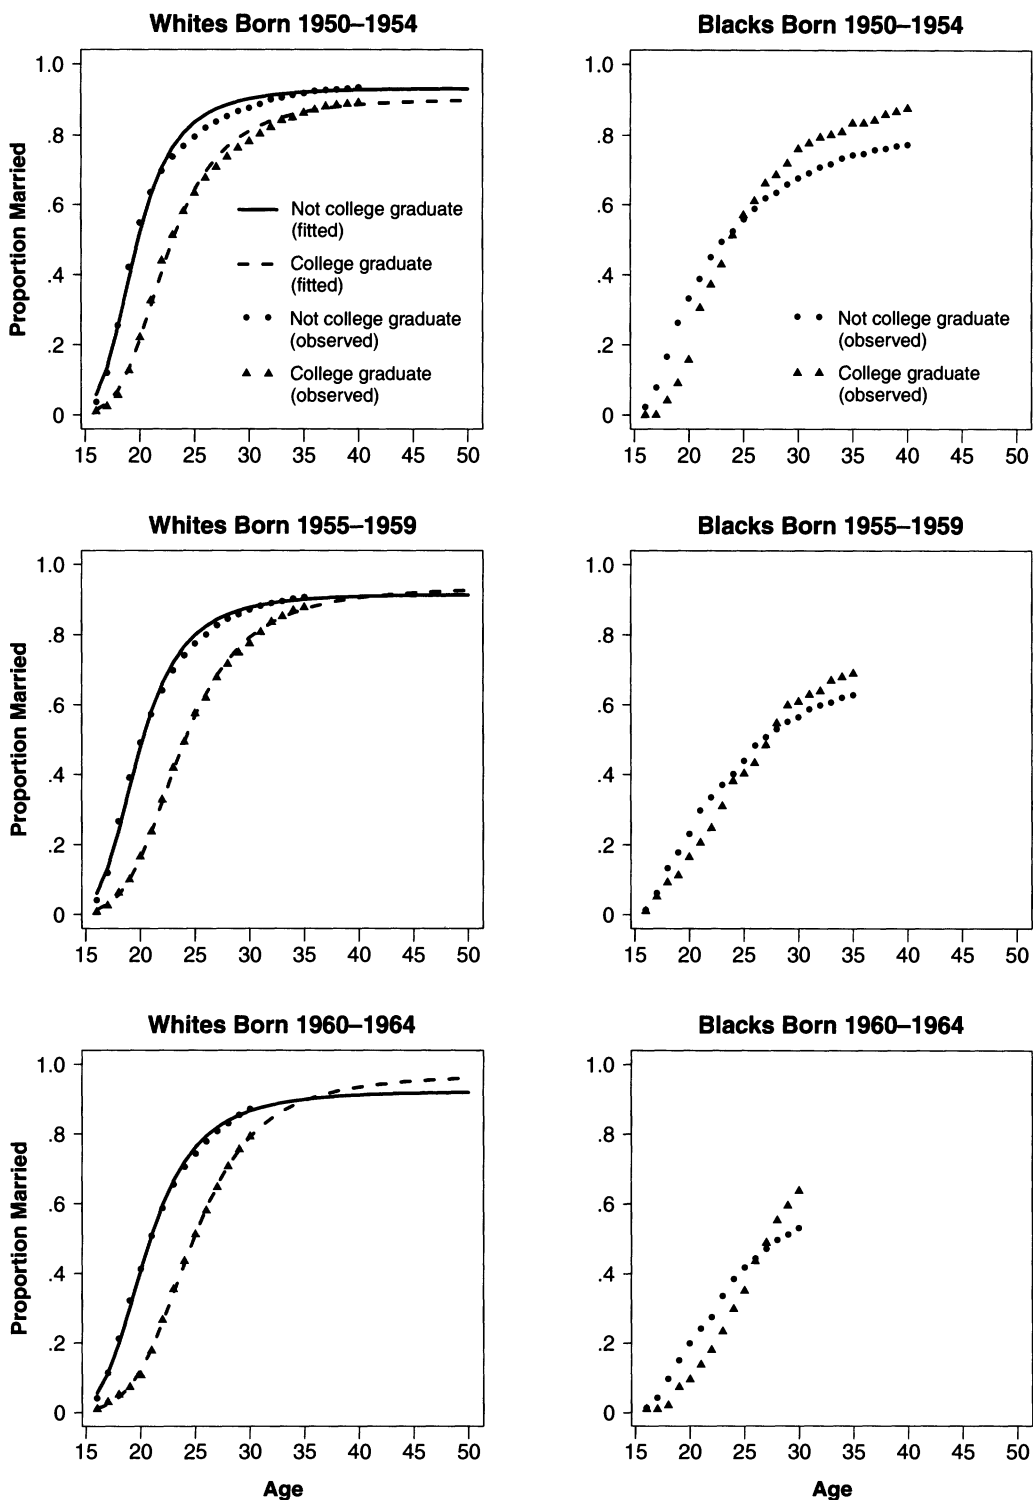 Whites Born 1950–1954
Proportion Married
1.0
.8
.6
.4
.2
0
Not college graduate
(fitted)
College graduate
(fitted)
Not college graduate
(observed)
College graduate
(observed)
15 20 25 30 35 40 45 50
Blacks Born 1950–1954
1.0
.8
.6
.4
.2
0
Not college graduate
(observed)
College graduate
(observed)
15 20 25 30 35 40 45 50
Whites Born 1955–1959
Proportion Married
1.0
.8
.6
.4
.2
0
15 20 25 30 35 40 45 50
Blacks Born 1955–1959
1.0
.8
.6
.4
.2
0
15 20 25 30 35 40 45 50
Whites Born 1960–1964
Proportion Married
1.0
.8
.6
.4
.2
0
15 20 25 30 35 40 45 50
Age
Blacks Born 1960–1964
1.0
.8
.6
.4
.2
0
15 20 25 30 35 40 45 50
Age